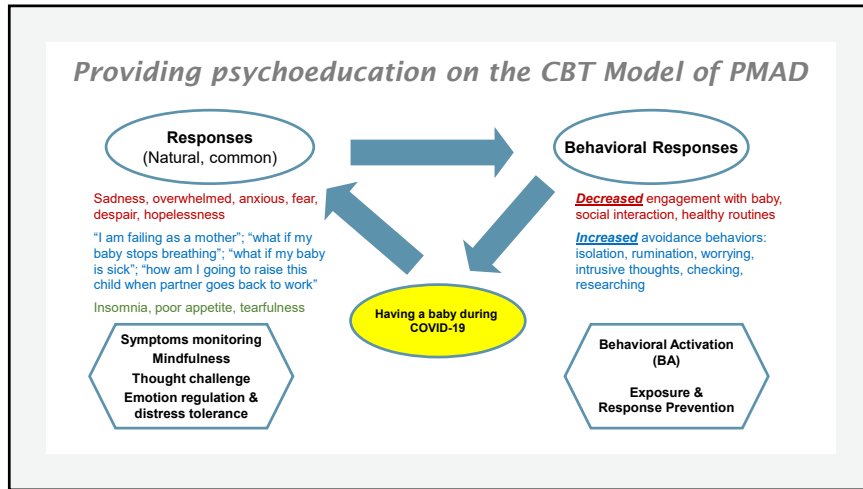 Providing psychoeducation on the CBT Model of PMAD
Responses
(Natural, common)
Sadness, overwhelmed, anxious, fear,
despair, hopelessness
“I am failing as a mother”; “what if my
baby stops breathing”; “what if my baby
is sick”; “how am I going to raise this
child when partner goes back to work”
Insomnia, poor appetite, tearfulness
Symptoms monitoring
Mindfulness
Thought challenge
Emotion regulation &
distress tolerance
Having a baby during
COVID-19
Behavioral Responses
Decreased engagement with baby,
social interaction, healthy routines
Increased avoidance behaviors:
isolation, rumination, worrying,
intrusive thoughts, checking,
researching
Behavioral Activation
(BA)
Exposure &
Response Prevention